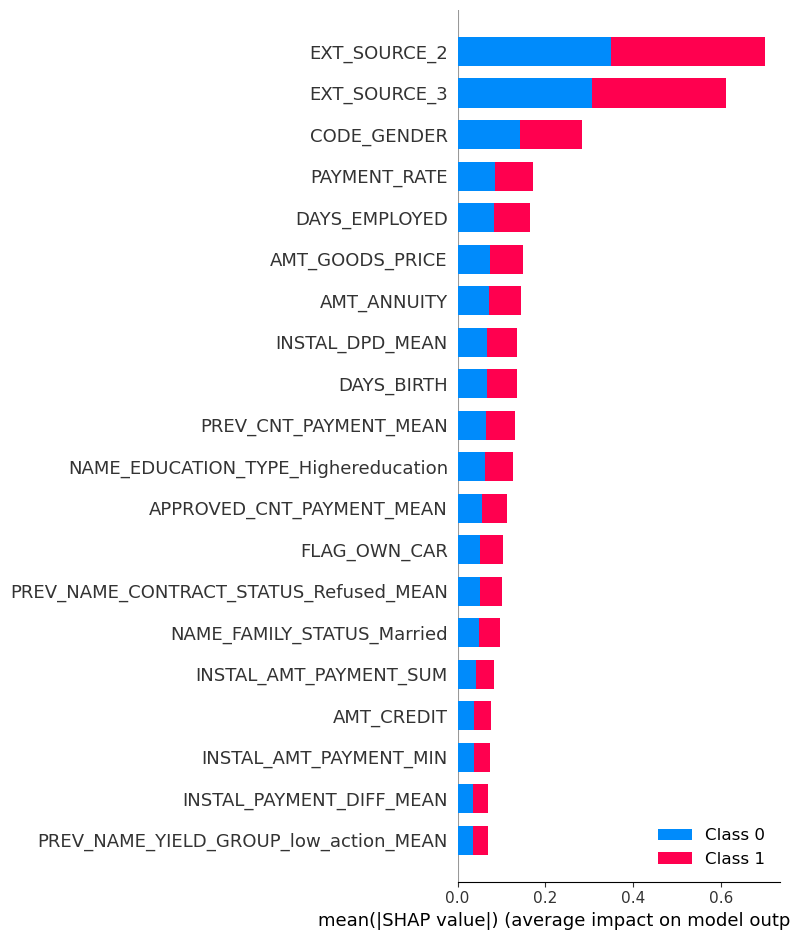 EXT_SOURCE_2
EXT_SOURCE_3
CODE_GENDER
PAYMENT_RATE
DAYS_EMPLOYED
AMT_GOODS_PRICE
AMT_ANNUITY
INSTAL_DPD_MEAN
DAYS_BIRTH
PREV_CNT_PAYMENT_MEAN
NAME_EDUCATION_TYPE_Highereducation
APPROVED_CNT_PAYMENT_MEAN
FLAG_OWN_CAR
PREV_NAME_CONTRACT_STATUS_Refused_MEAN
NAME_FAMILY_STATUS_Married
INSTAL_AMT_PAYMENT_SUM
AMT_CREDIT
INSTAL_AMT_PAYMENT_MIN
INSTAL_PAYMENT_DIFF_MEAN
PREV_NAME_YIELD_GROUP_low_action_MEAN
Class 0
Class 1
0.0 0.2 0.4 0.6
mean(|SHAP value|) (average impact on model outp